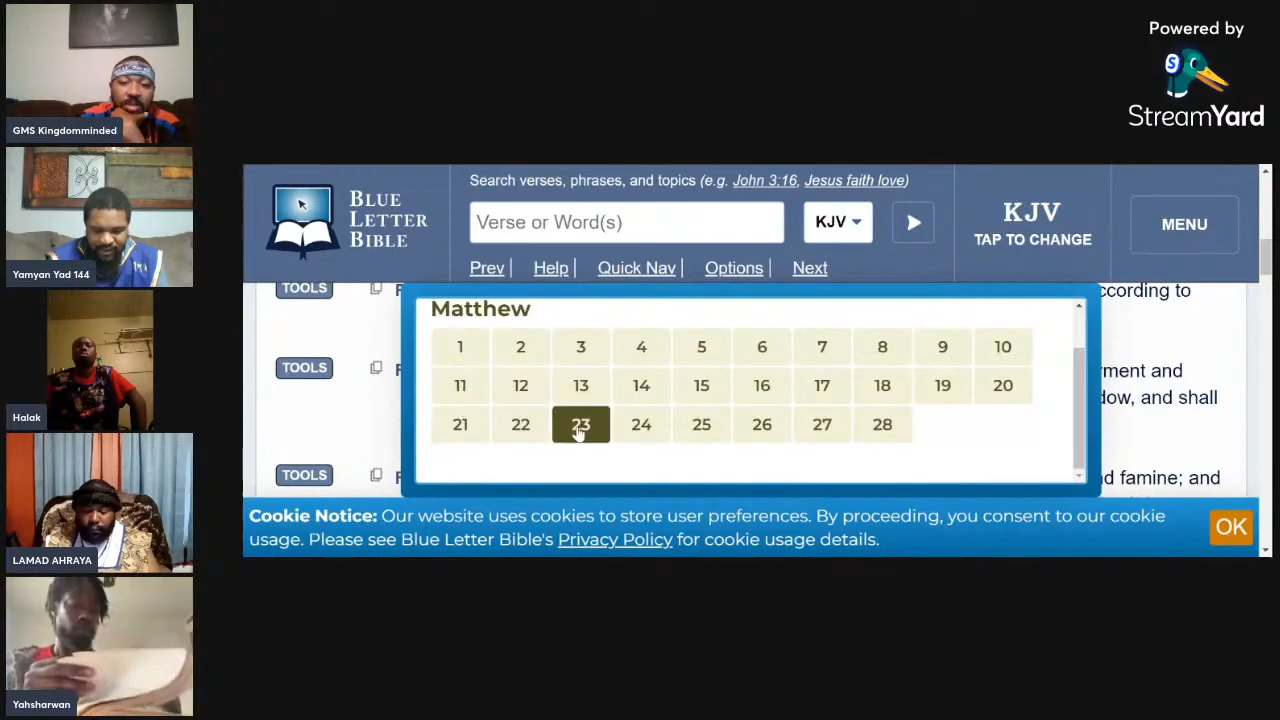 Powered by
S
StreamYard
GMS Kingdomminded
Yamyan Yad 144
Halak
LAMAD AHRAYA
Yahsharwan
BLUE
LETTER
BIBLE
Search verses, phrases, and topics (e.g. John 3:16, Jesus faith love)
Verse or Word(s)
KJV
KJV
TAP TO CHANGE
MENU
Prev | Help | Quick Nav | Options | Next
TOOLS
ccording to
Matthew
1 2 3 4 5 6 7 8 9 10
TOOLS
ment and
11 12 13 14 15 16 17 18 19 20
dow, and shall
21 22 23 24 25 26 27 28
TOOLS
d famine; and
Cookie Notice: Our website uses cookies to store user preferences. By proceeding, you consent to our cookie
usage. Please see Blue Letter Bible's Privacy Policy for cookie usage details.
OK